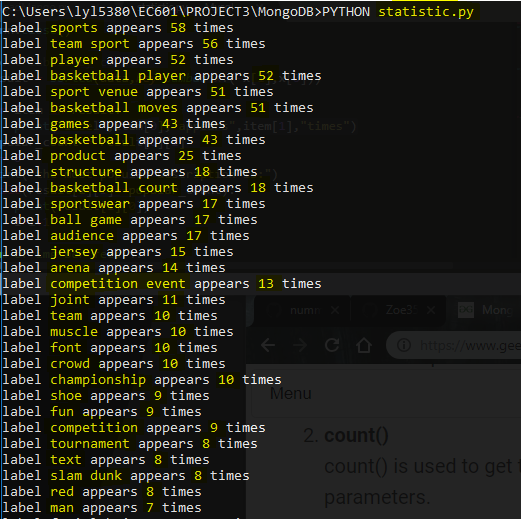 C:\Users\lyl5380\EC601\PROJECT3\MongoDB>PYTHON statistic.py
label sports appears 58 times
label team sport appears 56 times
label player appears 52 times
label basketball player appears 52 times
label sport venue appears 51 times
label basketball moves appears 51 times
label games appears 43 times
label basketball appears 43 times
label product appears 25 times
label structure appears 18 times
label basketball court appears 18 times
label sportswear appears 17 times
label ball game appears 17 times
label audience appears 17 times
label jersey appears 15 times
label arena appears 14 times
label competition event appears 13 times
label joint appears 11 times
label team appears 10 times
label muscle appears 10 times
label font appears 10 times
label crowd appears 10 times
label championship appears 10 times
label shoe appears 9 times
label fun appears 9 times
label competition appears 9 times
label tournament appears 8 times
label text appears 8 times
label slam dunk appears 8 times
label red appears 8 times
label man appears 7 times
",item[1],"times")
https://www.gee
Menu
2. count()
count() is used to get
parameters.